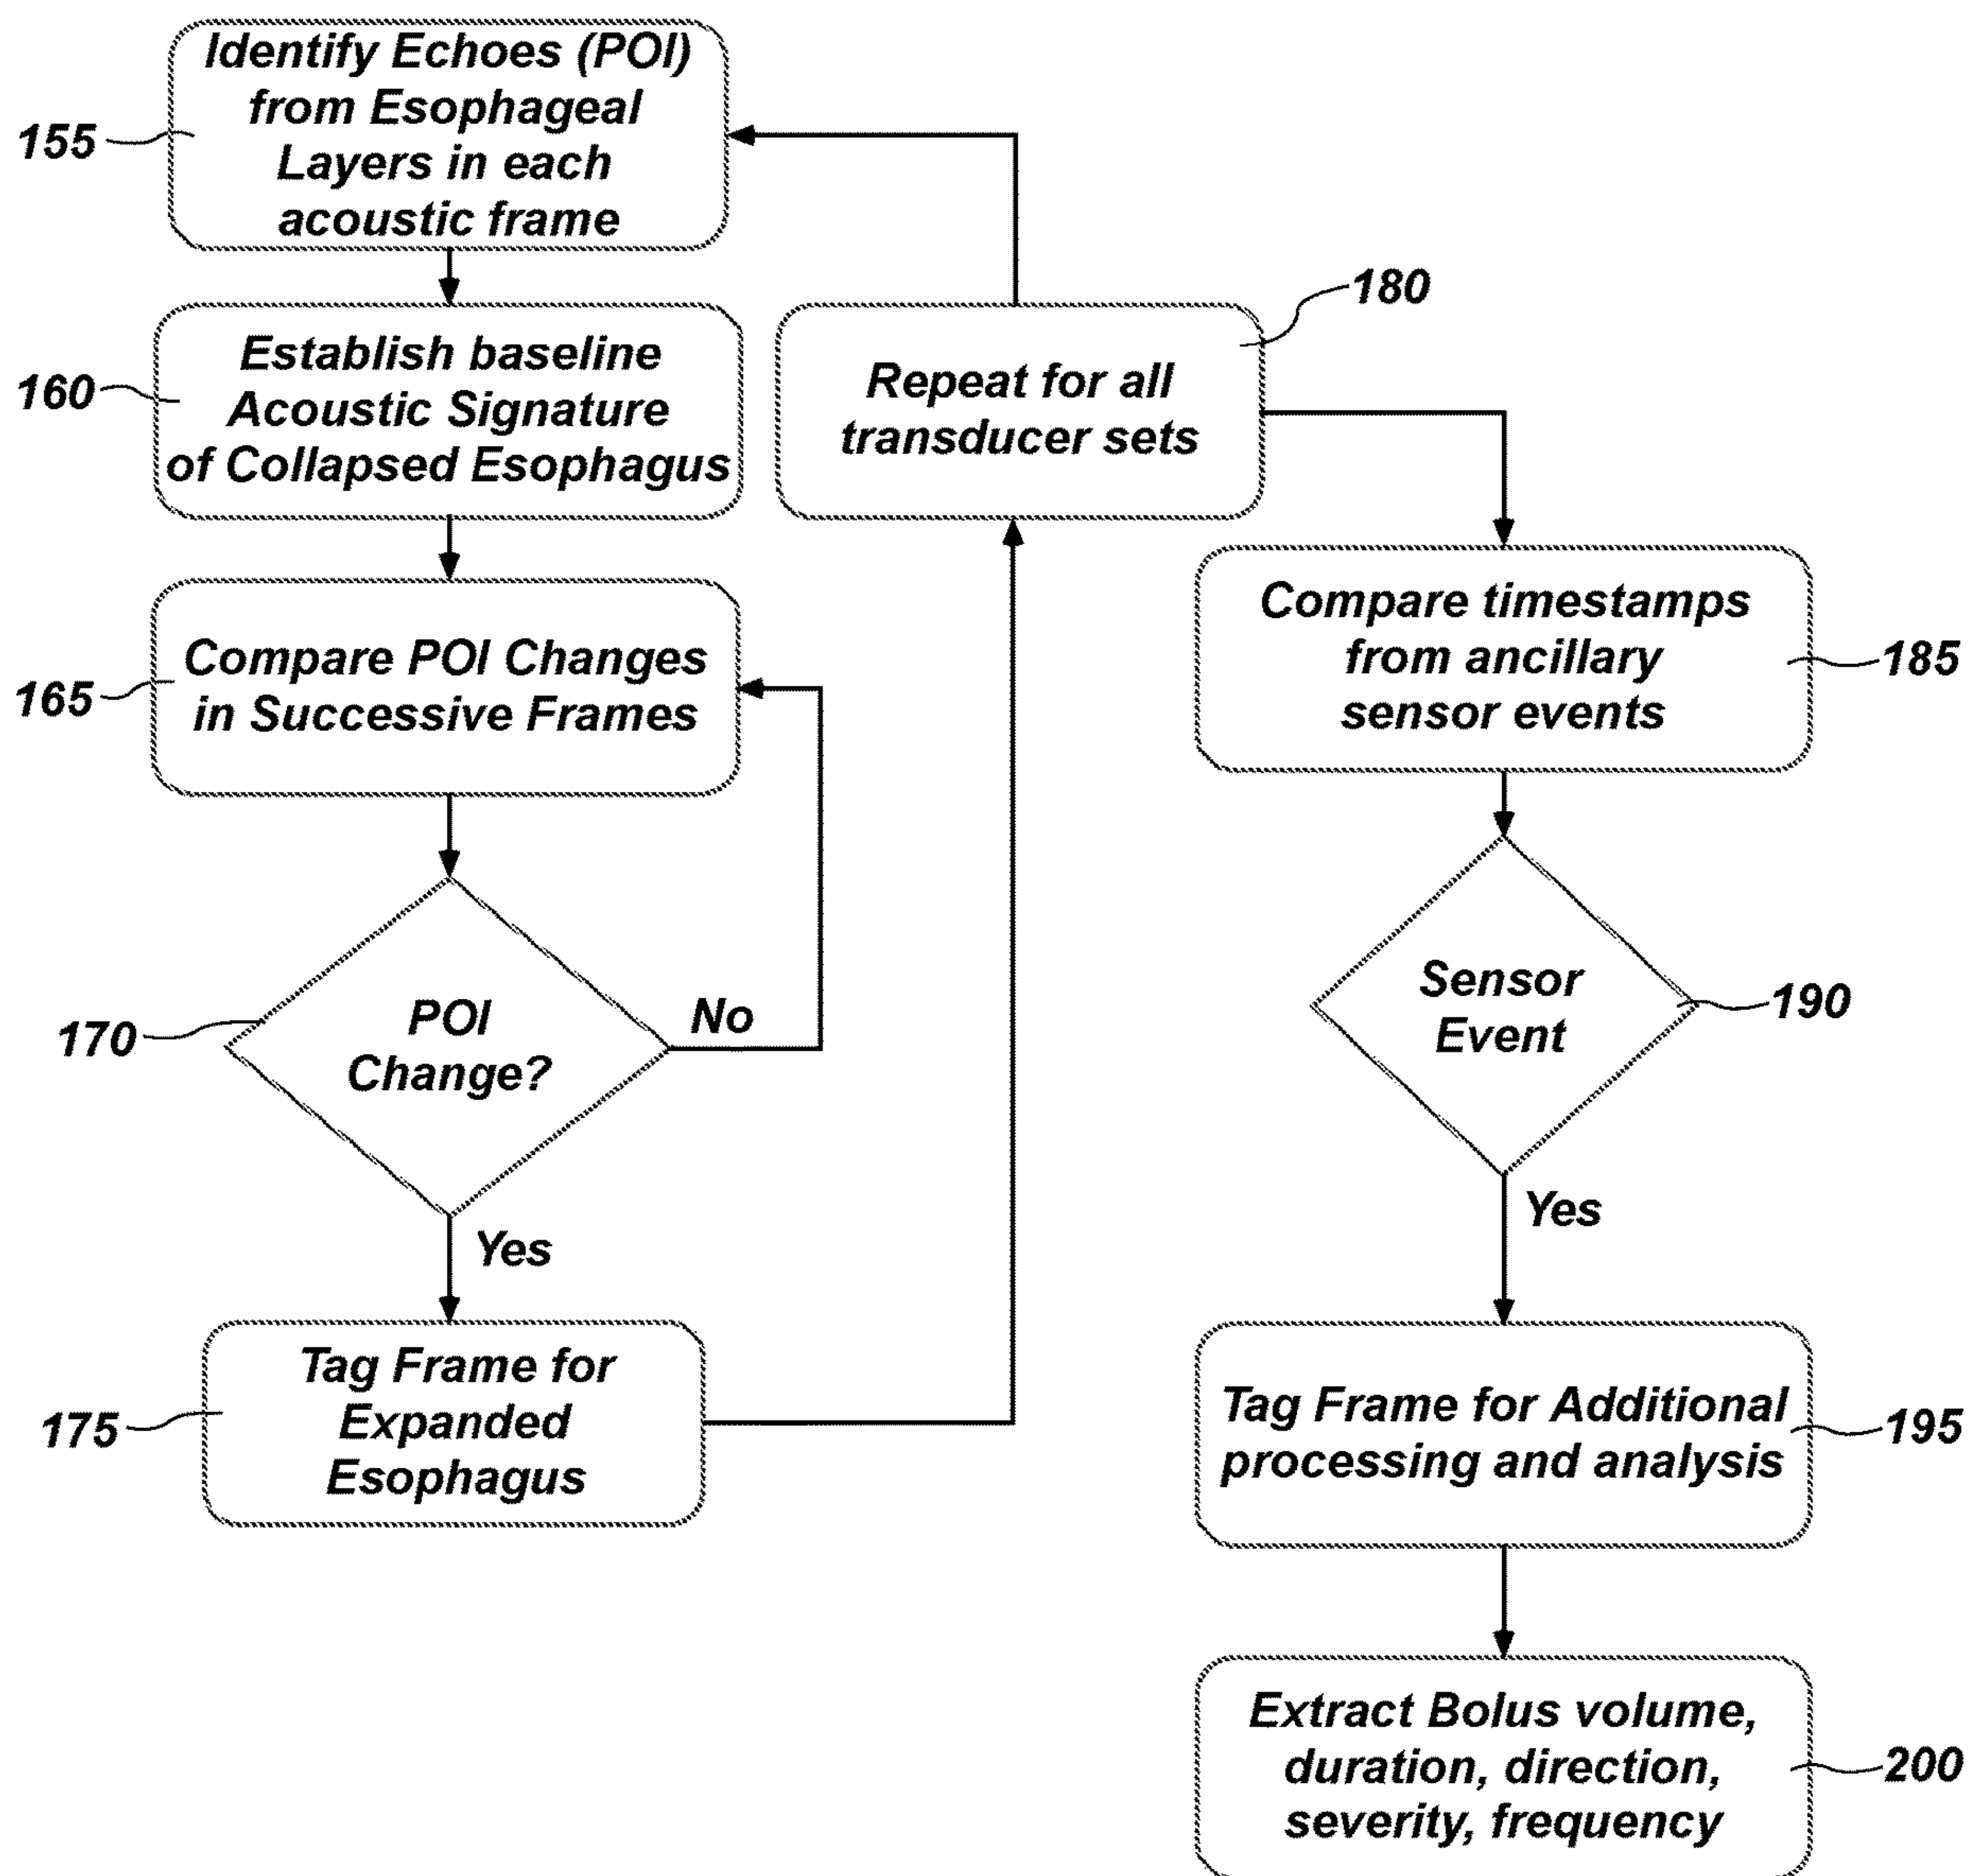 155
Identify Echoes (POI)
from Esophageal
Layers in each
acoustic frame
160
Establish baseline
Acoustic Signature
of Collapsed Esophagus
165
Compare POI Changes
in Successive Frames
170
POI
Change?
No
Yes
175
Tag Frame for
Expanded
Esophagus
180
Repeat for all
transducer sets
Compare timestamps
from ancillary
sensor events
185
Sensor
Event
190
Yes
Tag Frame for Additional
processing and analysis
195
Extract Bolus volume,
duration, direction,
severity, frequency
200